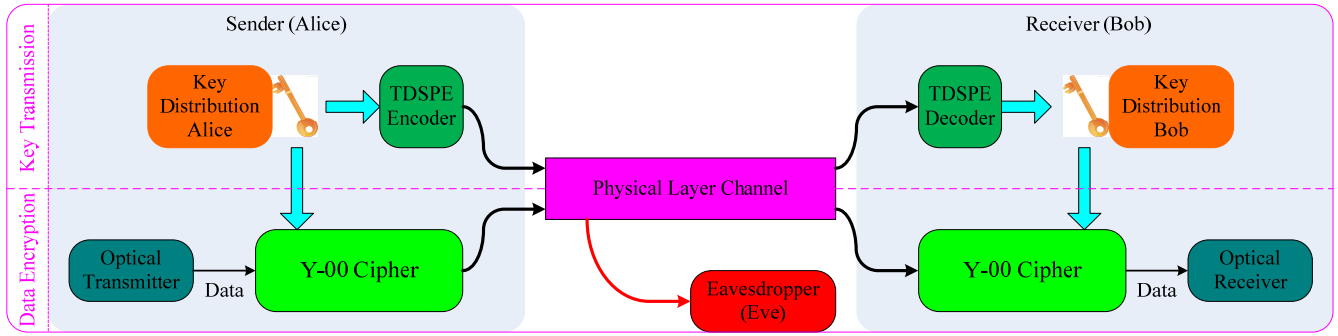 Key Transmission
Data Encryption
Sender (Alice)
Key
Distribution
Alice
TDSPE
Encoder
Optical
Transmitter
Data
Y-00 Cipher
Physical Layer Channel
Eavesdropper
(Eve)
Receiver (Bob)
TDSPE
Decoder
Key
Distribution
Bob
Y-00 Cipher
Data
Optical
Receiver